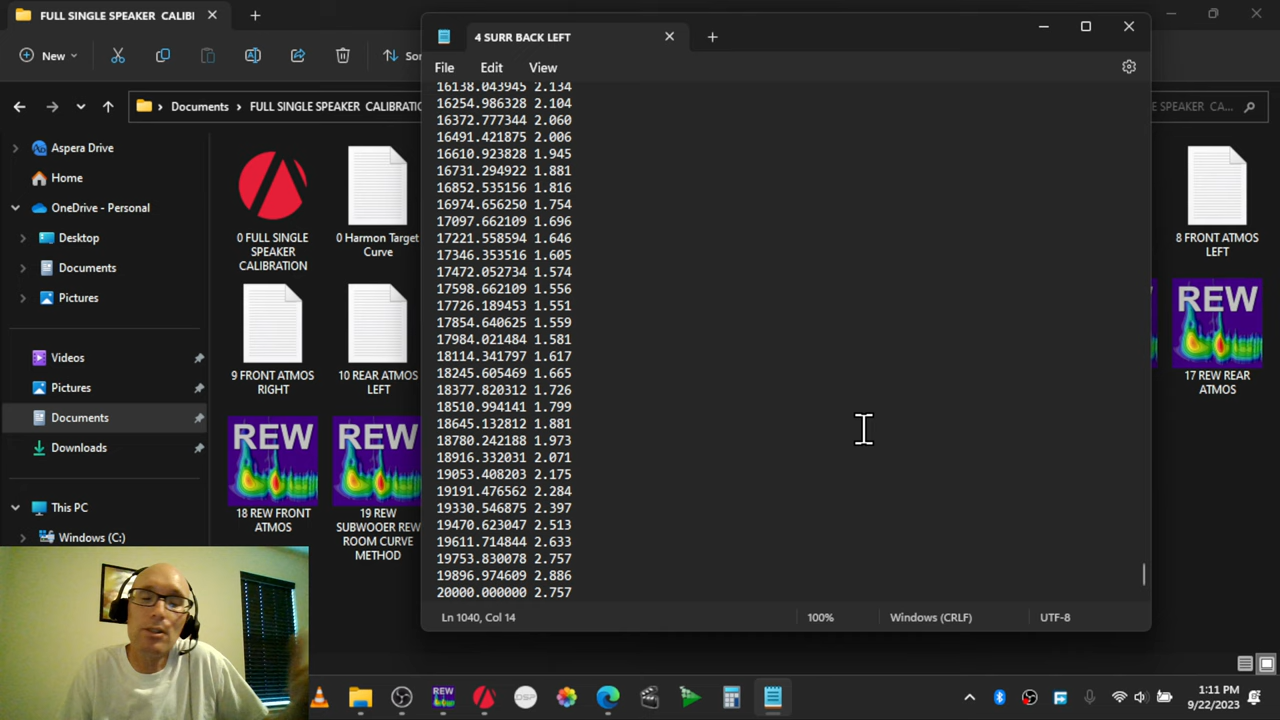 FULL SINGLE SPEAKER CALIBI
4 SURR BACK LEFT
New
Sor
File
Edit
View
Documents
FULL SINGLE SPEAKER CALIBRATIO
SPEAKER CA...
Aspera Drive
Home
OneDrive - Personal
Desktop
Documents
Pictures
Videos
Pictures
Documents
Downloads
This PC
Windows (C:)
0 FULL SINGLE
SPEAKER
CALIBRATION
0 Harmon Target
Curve
8 FRONT ATMOS
LEFT
9 FRONT ATMOS
RIGHT
10 REAR ATMOS
LEFT
REW
17 REW REAR
ATMOS
REW
18 REW FRONT
ATMOS
REW
19 REW
SUBWOOER REW
ROOM CURVE
METHOD
16138.043945 2.134
16254.986328 2.104
16372.777344 2.060
16491.421875 2.006
16610.923828 1.945
16731.294922 1.881
16852.535156 1.816
16974.656250 1.754
17097.662109 1.696
17221.558594 1.646
17346.353516 1.605
17472.052734 1.574
17598.662109 1.556
17726.189453 1.551
17854.640625 1.559
17984.021484 1.581
18114.341797 1.617
18245.605469 1.665
18377.820312 1.726
18510.994141 1.799
18645.132812 1.881
18780.242188 1.973
18916.332031 2.071
19053.408203 2.175
19191.476562 2.284
19330.546875 2.397
19470.623047 2.513
19611.714844 2.633
19753.830078 2.757
19896.974609 2.886
20000.000000 2.757
Ln 1040, Col 14
100%
Windows (CRLF)
UTF-8
REW
DSP
1:11 PM
9/22/2023